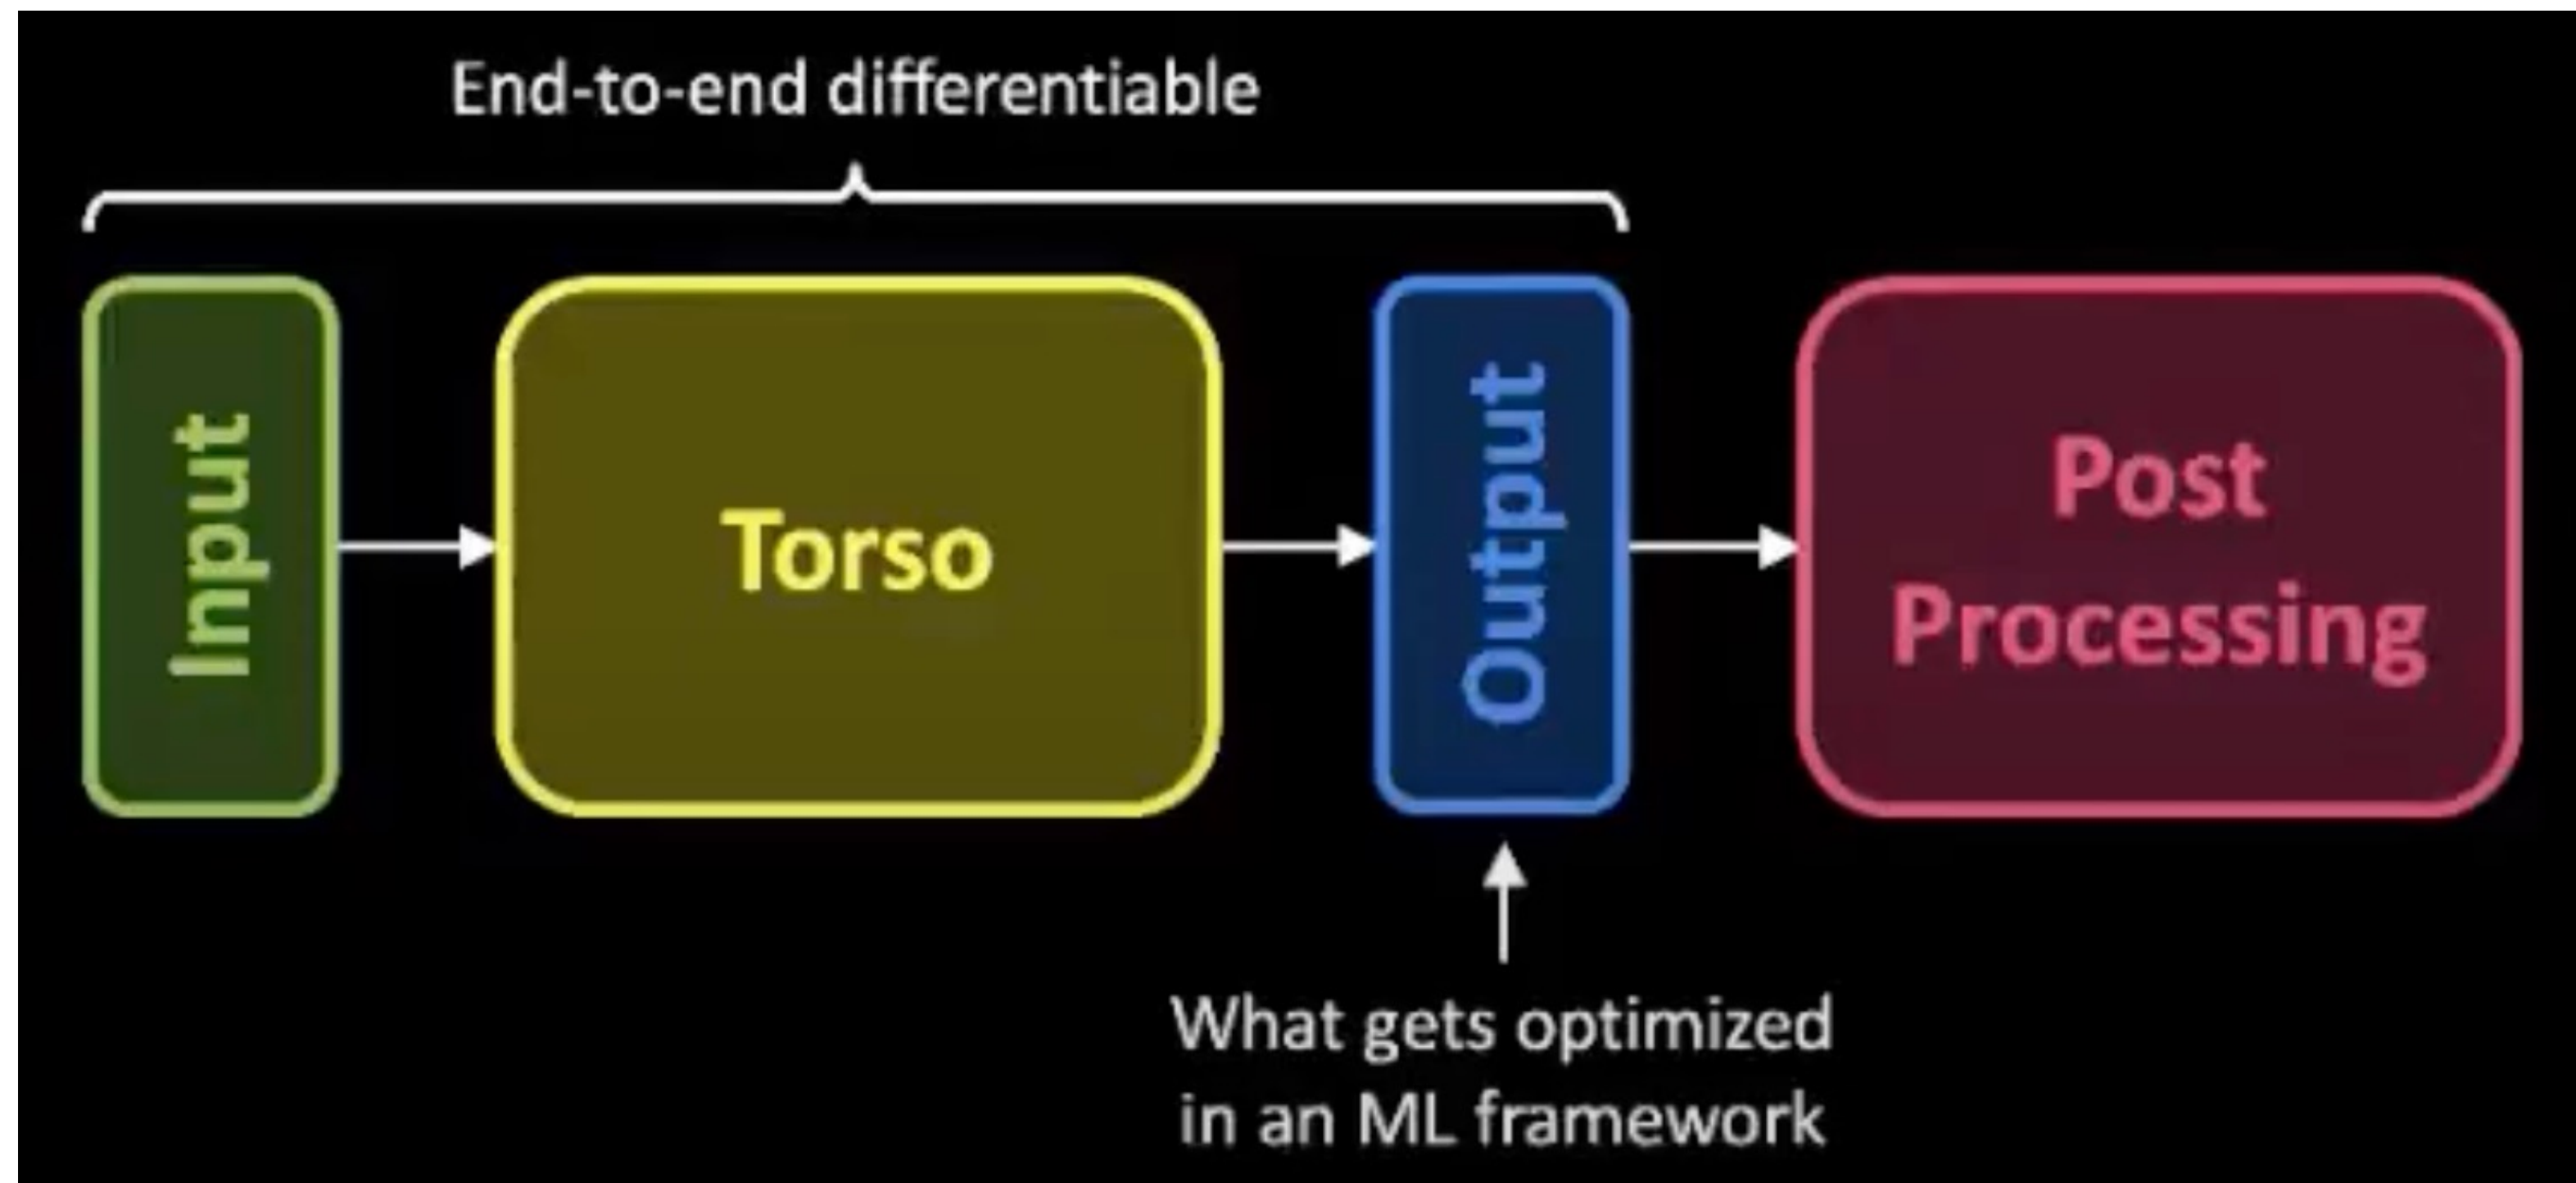 End-to-end differentiable
Input
Torso
Output
Post
Processing
What gets optimized
in an ML framework